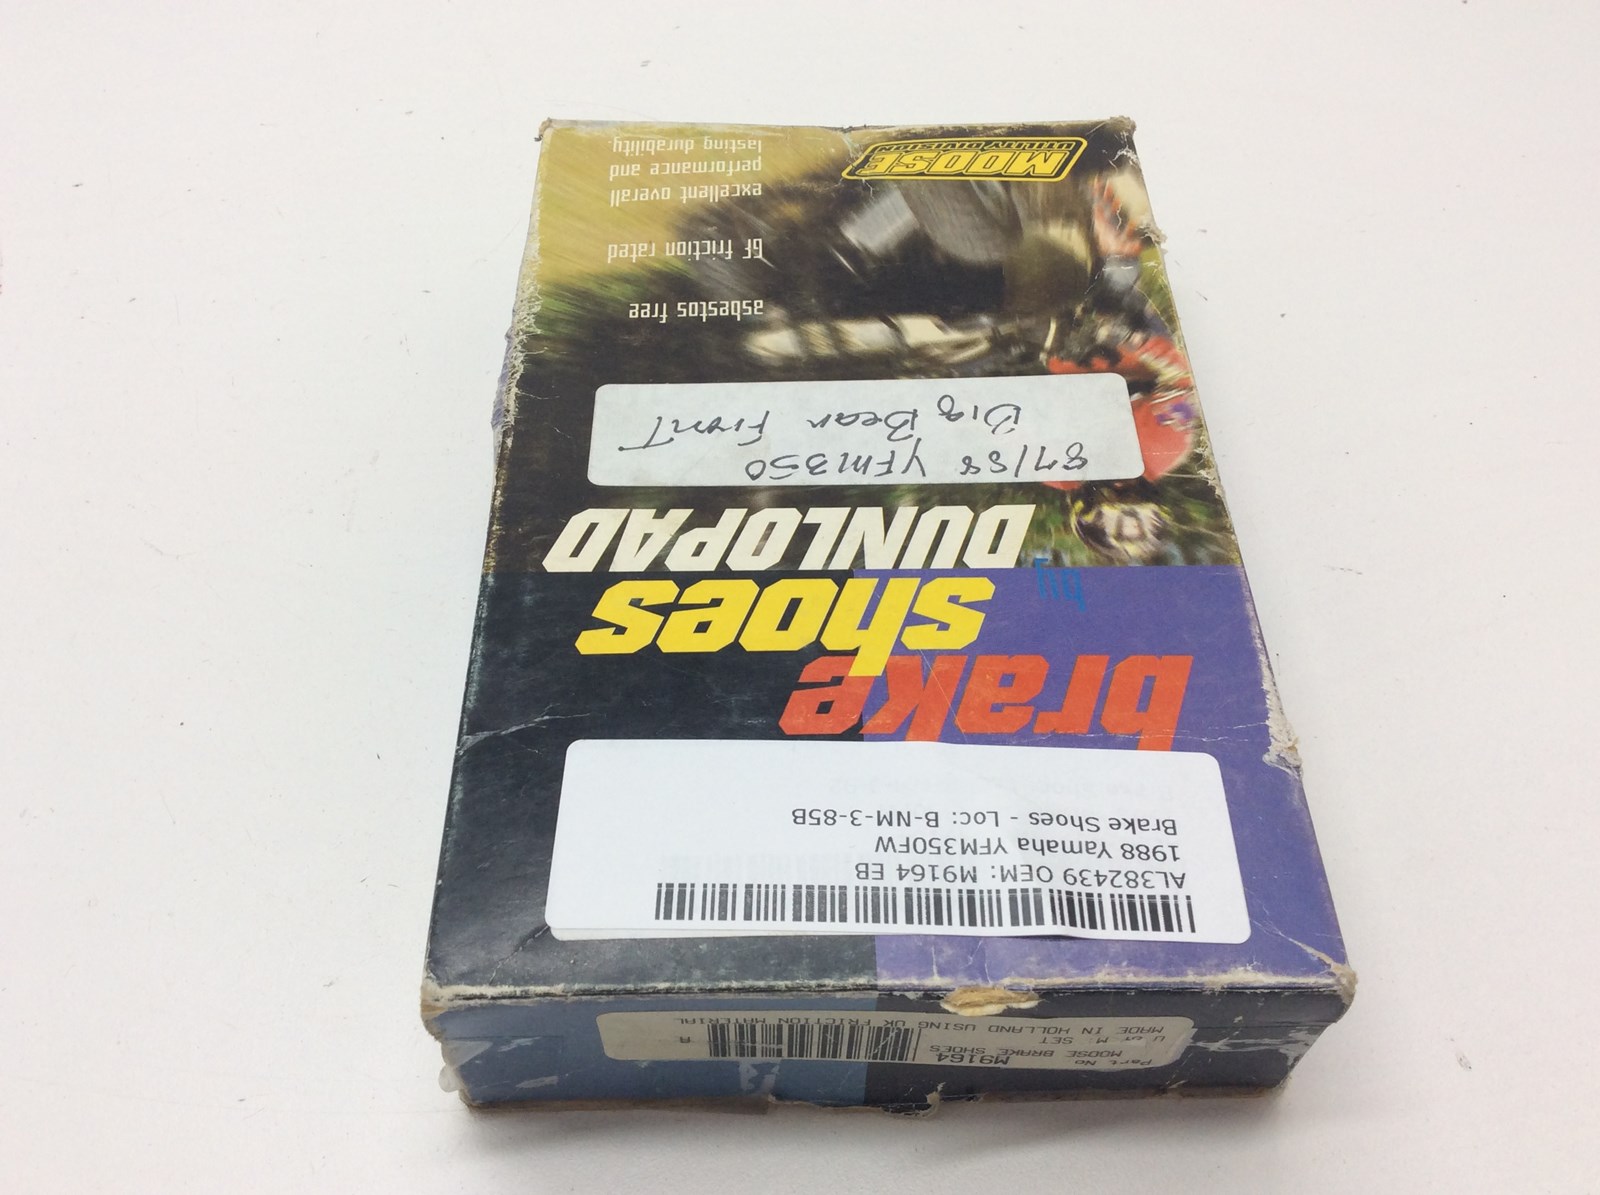 Part No M9164
MOOSE BRAKE SHOES
U of M: SET A
MADE IN HOLLAND USING UK FRICTION MATERIAL
AL382439 OEM: M9164 EB
1988 Yamaha YFM350FW
Brake Shoes - Loc: B-NM-3-85B
brake
shoes
by DUNLOPAD
87/88 YFM350
Big Bear Front
asbestos free
GF friction rated
excellent overall
performance and
lasting durability
MOOSE
UTILITY DIVISION